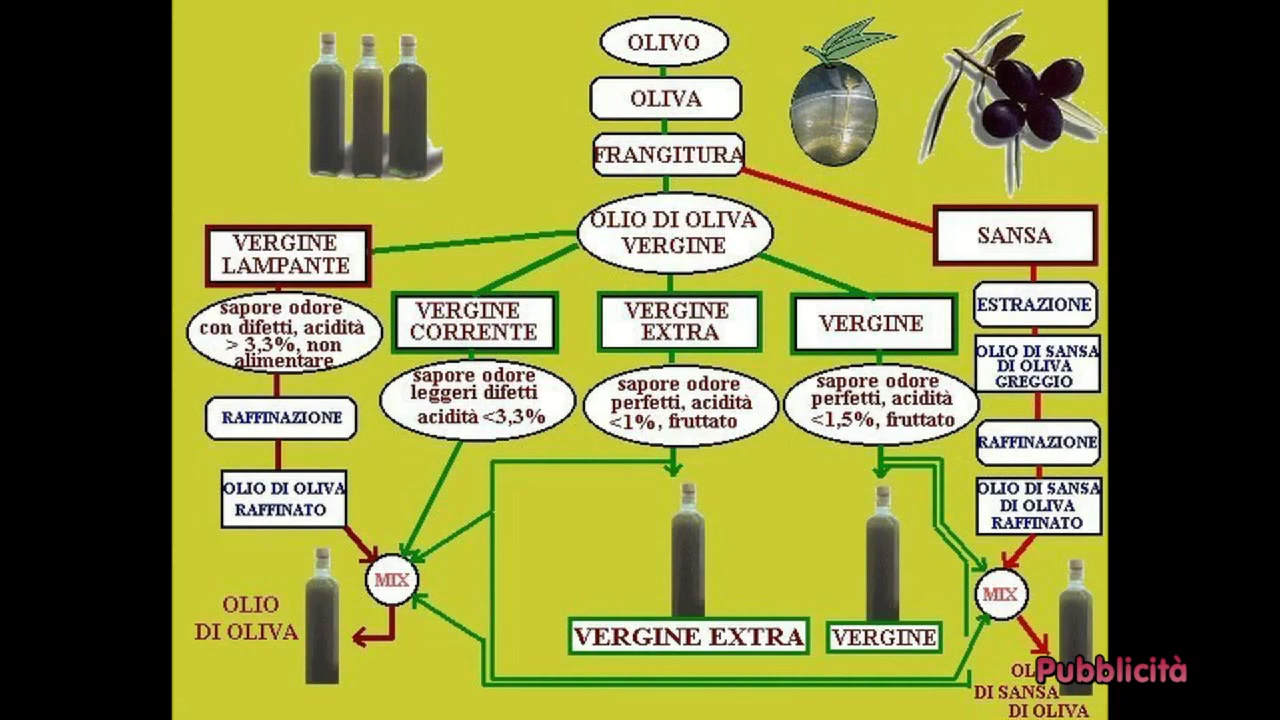 OLIVO
OLIVA
FRANGITURA
OLIO DI OLIVA
VERGINE
SANSA
VERGINE
LAMPANTE
sapore odore
con difetti, acidità
> 3,3%, non
alimentare
RAFFINAZIONE
OLIO DI OLIVA
RAFFINATO
VERGINE
CORRENTE
sapore odore
leggeri difetti
acidità <3,3%
VERGINE
EXTRA
sapore odore
perfetti, acidità
<1%, fruttato
VERGINE
sapore odore
perfetti, acidità
<1,5%, fruttato
ESTRAZIONE
OLIO DI SANSA
DI OLIVA
GREGGIO
RAFFINAZIONE
OLIO DI SANSA
DI OLIVA
RAFFINATO
MIX
OLIO
DI OLIVA
VERGINE EXTRA
VERGINE
MIX
Pubblicità
DI SANSA
DI OLIVA